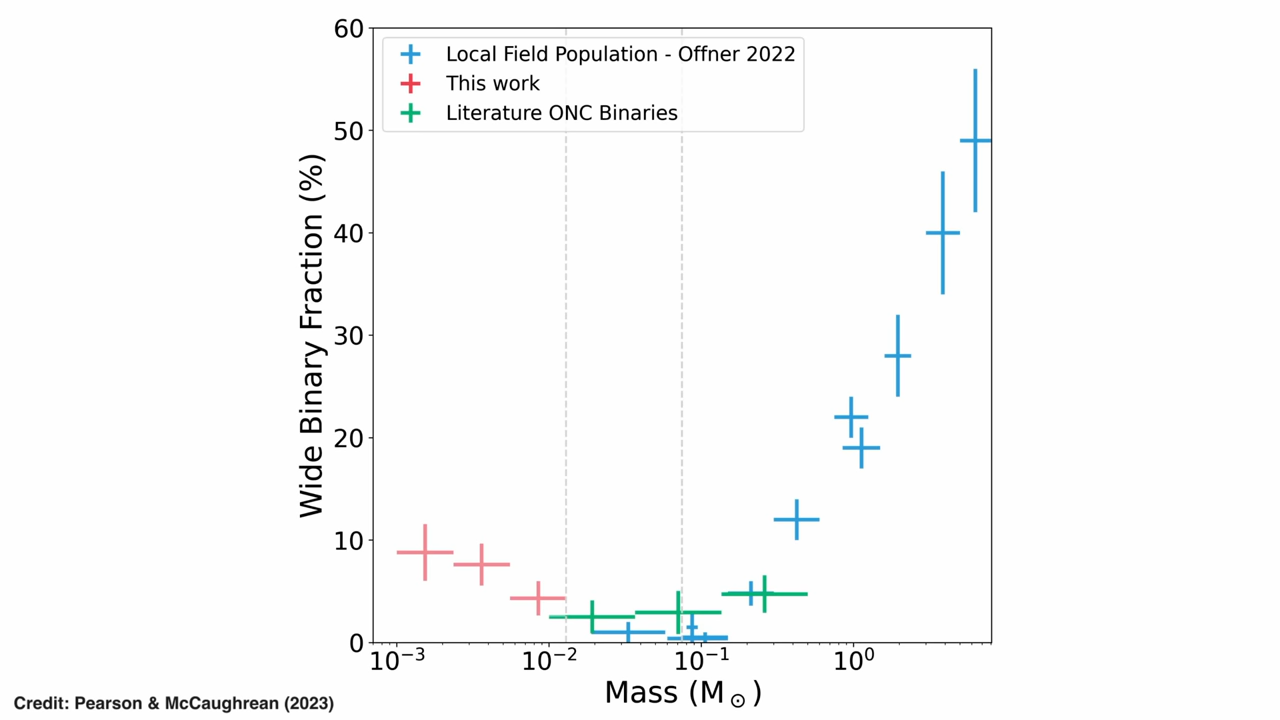 60
50
40
30
20
10
0
Wide Binary Fraction (%)
Local Field Population - Offner 2022
This work
Literature ONC Binaries
10⁻³ 10⁻² 10⁻¹ 10⁰
Mass (M☉)
Credit: Pearson & McCaughrean (2023)